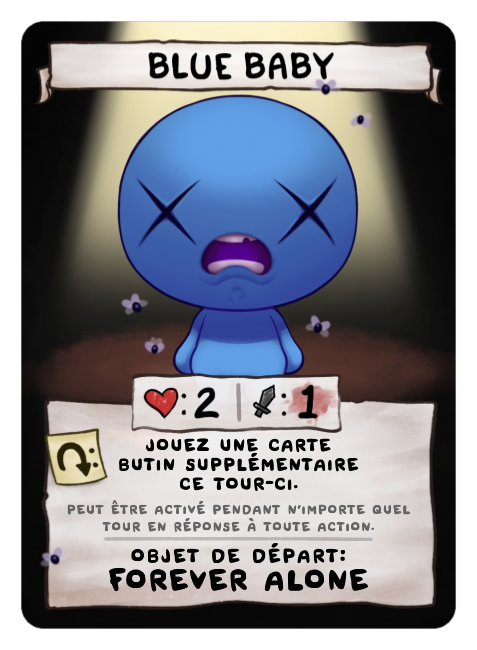 BLUE BABY
: 2 | : 1
JOUEZ UNE CARTE
BUTIN SUPPLÉMENTAIRE
CE TOUR-CI.
PEUT ÊTRE ACTIVÉ PENDANT N'IMPORTE QUEL
TOUR EN RÉPONSE À TOUTE ACTION.
OBJET DE DÉPART:
FOREVER ALONE